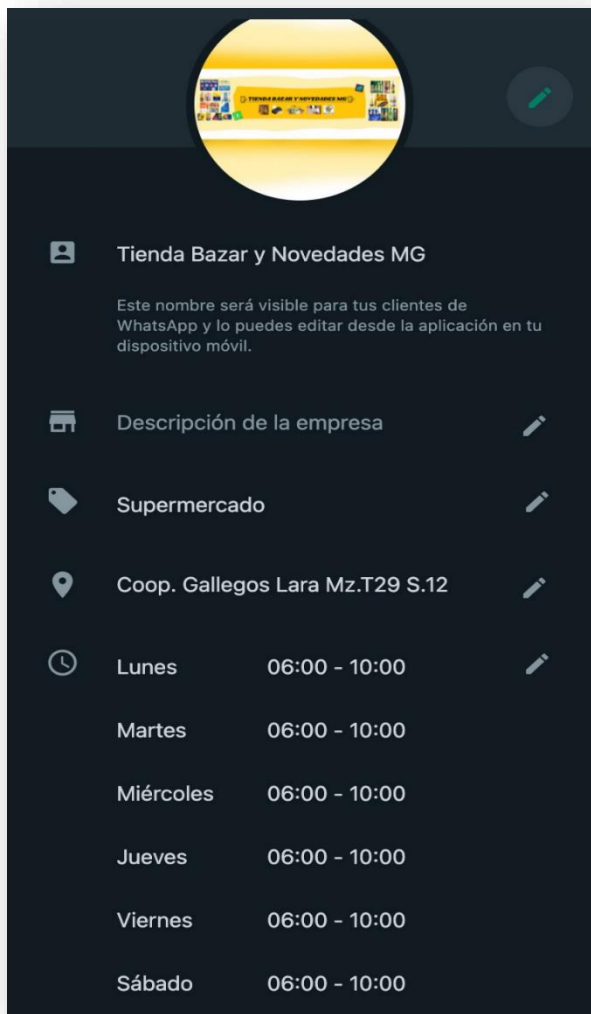 TIENDA BAZAR Y NOVEDADES MG
Tienda Bazar y Novedades MG
Este nombre será visible para tus clientes de
WhatsApp y lo puedes editar desde la aplicación en tu
dispositivo móvil.
Descripción de la empresa
Supermercado
Coop. Gallegos Lara Mz.T29 S.12
Lunes 06:00 - 10:00
Martes 06:00 - 10:00
Miércoles 06:00 - 10:00
Jueves 06:00 - 10:00
Viernes 06:00 - 10:00
Sábado 06:00 - 10:00